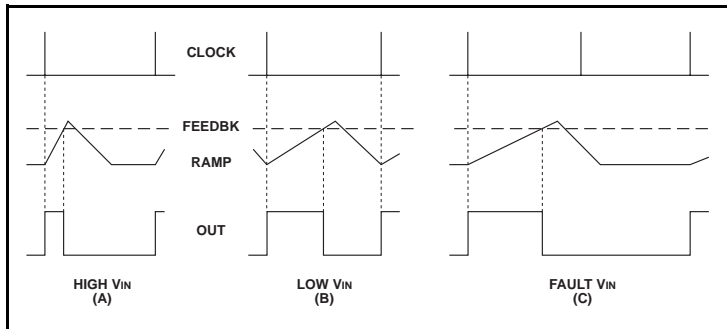 CLOCK
FEEDBK
RAMP
OUT
HIGH VIN
(A)
LOW VIN
(B)
FAULT VIN
(C)